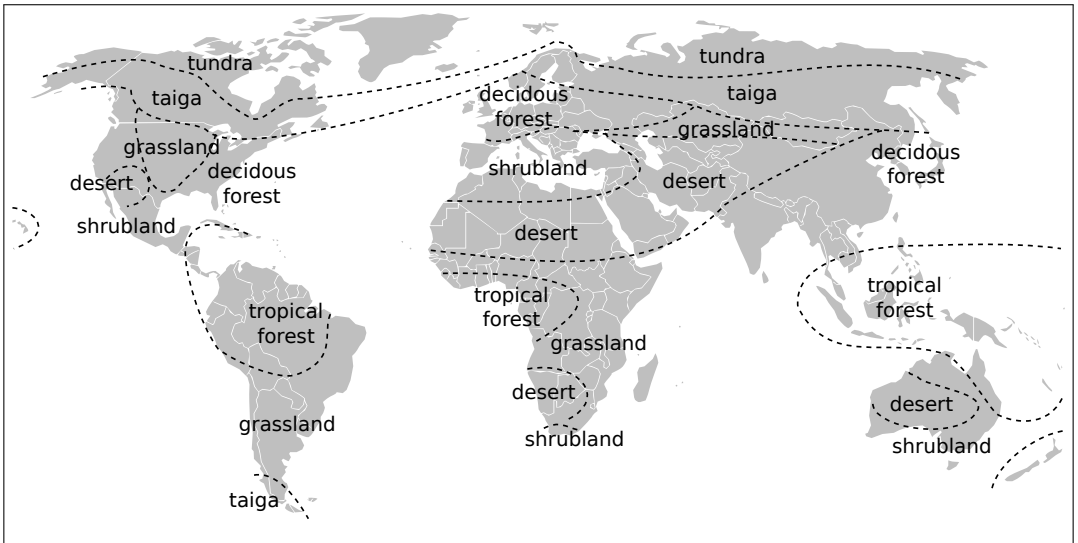 tundra
tundra
taiga
taiga
decidous
forest
grassland
grassland
decidous
forest
decidous
forest
shrubland
desert
desert
shrubland
desert
tropical
forest
tropical
forest
tropical
forest
grassland
desert
desert
grassland
shrubland
shrubland
taiga